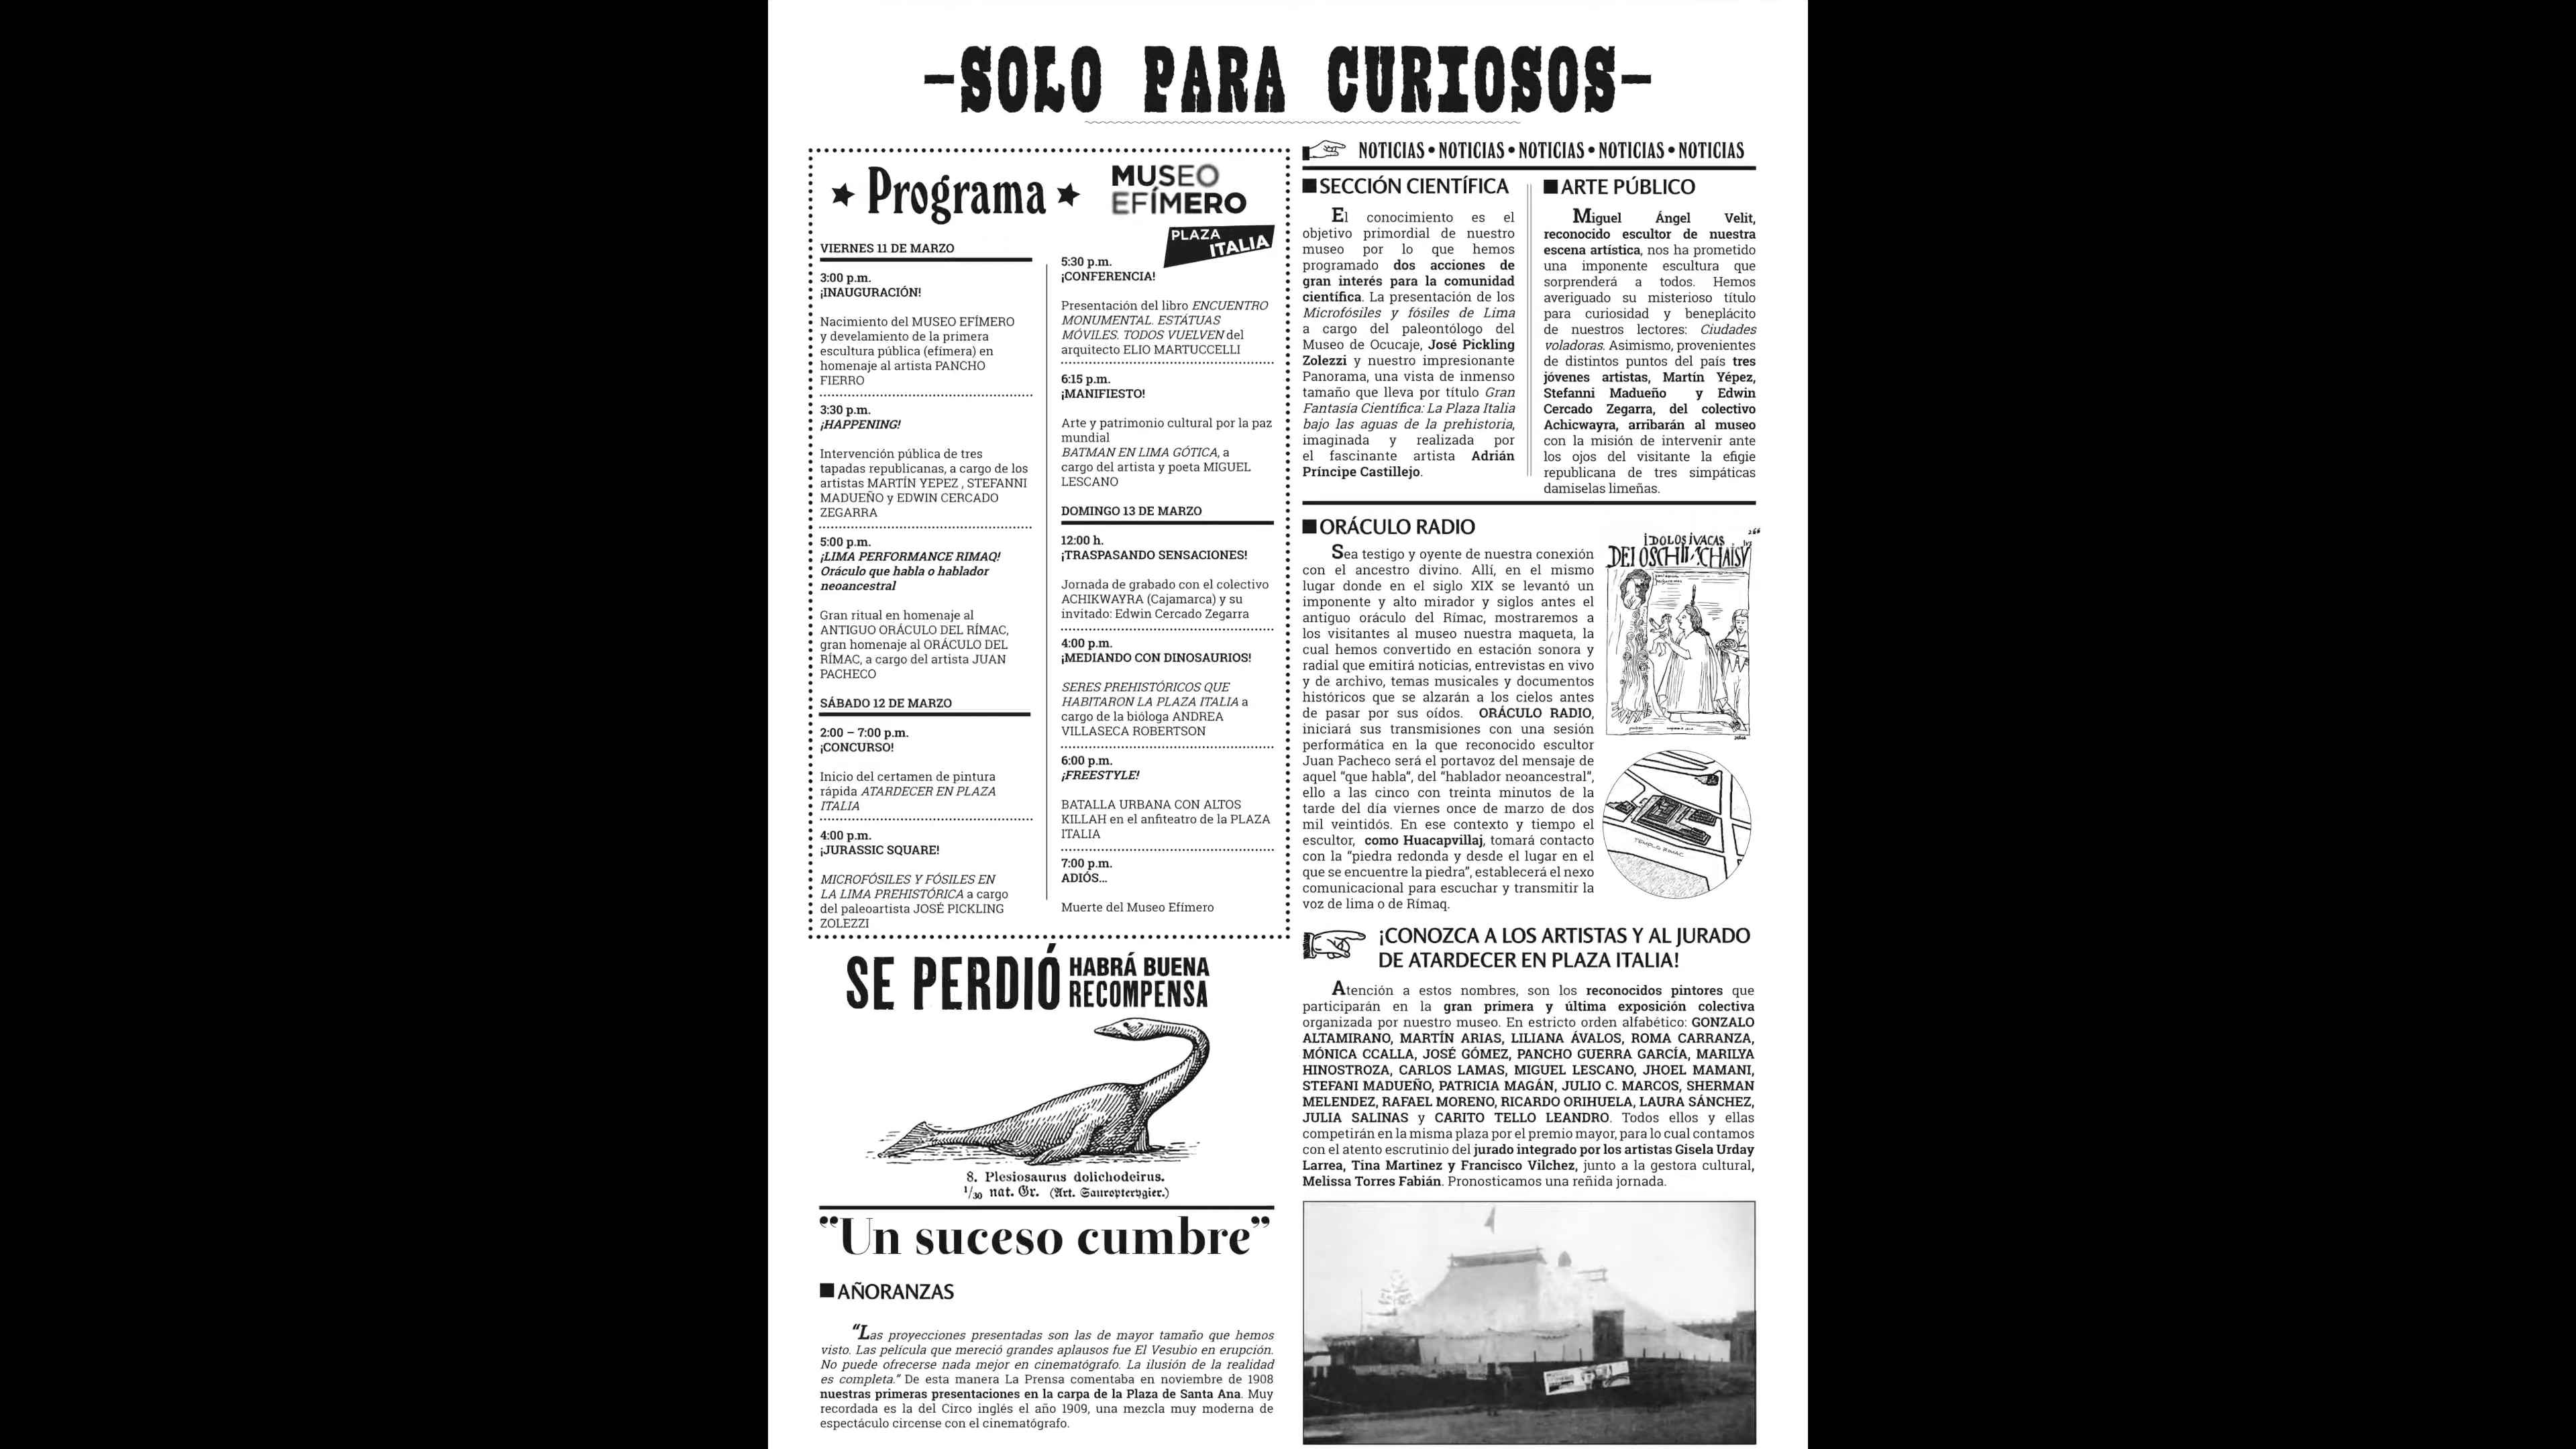 -SOLO PARA CURIOSOS-
★ Programa ★
MUSEO
EFÍMERO
PLAZA
ITALIA
VIERNES 11 DE MARZO
3:00 p.m.
¡INAUGURACIÓN!
Nacimiento del MUSEO EFÍMERO
y develamiento de la primera
escultura pública (efímera) en
homenaje al artista PANCHO
FIERRO
3:30 p.m.
¡HAPPENING!
Intervención pública de tres
tapadas republicanas, a cargo de los
artistas MARTÍN YEPEZ , STEFANNI
MADUEÑO y EDWIN CERCADO
ZEGARRA
5:00 p.m.
¡LIMA PERFORMANCE RIMAQ!
Oráculo que habla o hablador
neoancestral
Gran ritual en homenaje al
ANTIGUO ORÁCULO DEL RÍMAC,
gran homenaje al ORÁCULO DEL
RÍMAC, a cargo del artista JUAN
PACHECO
SÁBADO 12 DE MARZO
2:00 – 7:00 p.m.
¡CONCURSO!
Inicio del certamen de pintura
rápida ATARDECER EN PLAZA
ITALIA
4:00 p.m.
¡JURASSIC SQUARE!
MICROFÓSILES Y FÓSILES EN
LA LIMA PREHISTÓRICA a cargo
del paleoartista JOSÉ PICKLING
ZOLEZZI
5:30 p.m.
¡CONFERENCIA!
Presentación del libro ENCUENTRO
MONUMENTAL. ESTÁTUAS
MÓVILES. TODOS VUELVEN del
arquitecto ELIO MARTUCCELLI
6:15 p.m.
¡MANIFIESTO!
Arte y patrimonio cultural por la paz
mundial
BATMAN EN LIMA GÓTICA, a
cargo del artista y poeta MIGUEL
LESCANO
DOMINGO 13 DE MARZO
12:00 h.
¡TRASPASANDO SENSACIONES!
Jornada de grabado con el colectivo
ACHIKWAYRA (Cajamarca) y su
invitado: Edwin Cercado Zegarra
4:00 p.m.
¡MEDIANDO CON DINOSAURIOS!
SERES PREHISTÓRICOS QUE
HABITARON LA PLAZA ITALIA a
cargo de la bióloga ANDREA
VILLASECA ROBERTSON
6:00 p.m.
¡FREESTYLE!
BATALLA URBANA CON ALTOS
KILLAH en el anfiteatro de la PLAZA
ITALIA
7:00 p.m.
ADIÓS...
Muerte del Museo Efímero
SE PERDIÓ HABRÁ BUENA
RECOMPENSA
8. Plesiosaurus dolichodeirus.
1/30 nat. Gr. (Art. Sauropterygier.)
“Un suceso cumbre”
■ AÑORANZAS
“Las proyecciones presentadas son las de mayor tamaño que hemos
visto. Las película que mereció grandes aplausos fue El Vesubio en erupción.
No puede ofrecerse nada mejor en cinematógrafo. La ilusión de la realidad
es completa.” De esta manera La Prensa comentaba en noviembre de 1908
nuestras primeras presentaciones en la carpa de la Plaza de Santa Ana. Muy
recordada es la del Circo inglés el año 1909, una mezcla muy moderna de
espectáculo circense con el cinematógrafo.
NOTICIAS • NOTICIAS • NOTICIAS • NOTICIAS • NOTICIAS
■ SECCIÓN CIENTÍFICA
El conocimiento es el
objetivo primordial de nuestro
museo por lo que hemos
programado dos acciones de
gran interés para la comunidad
científica. La presentación de los
Microfósiles y fósiles de Lima
a cargo del paleontólogo del
Museo de Ocucaje, José Pickling
Zolezzi y nuestro impresionante
Panorama, una vista de inmenso
tamaño que lleva por título Gran
Fantasía Científica: La Plaza Italia
bajo las aguas de la prehistoria,
imaginada y realizada por
el fascinante artista Adrián
Príncipe Castillejo.
■ ARTE PÚBLICO
Miguel Ángel Velit,
reconocido escultor de nuestra
escena artística, nos ha prometido
una imponente escultura que
sorprenderá a todos. Hemos
averiguado su misterioso título
para curiosidad y beneplácito
de nuestros lectores: Ciudades
voladoras. Asimismo, provenientes
de distintos puntos del país tres
jóvenes artistas, Martín Yépez,
Stefanni Madueño y Edwin
Cercado Zegarra, del colectivo
Achicwayra, arribarán al museo
con la misión de intervenir ante
los ojos del visitante la efigie
republicana de tres simpáticas
damiselas limeñas.
■ ORÁCULO RADIO
Sea testigo y oyente de nuestra conexión
con el ancestro divino. Allí, en el mismo
lugar donde en el siglo XIX se levantó un
imponente y alto mirador y siglos antes el
antiguo oráculo del Rímac, mostraremos a
los visitantes al museo nuestra maqueta, la
cual hemos convertido en estación sonora y
radial que emitirá noticias, entrevistas en vivo
y de archivo, temas musicales y documentos
históricos que se alzarán a los cielos antes
de pasar por sus oídos. ORÁCULO RADIO,
iniciará sus transmisiones con una sesión
performática en la que reconocido escultor
Juan Pacheco será el portavoz del mensaje de
aquel "que habla", del "hablador neoancestral",
ello a las cinco con treinta minutos de la
tarde del día viernes once de marzo de dos
mil veintidós. En ese contexto y tiempo el
escultor, como Huacapvillaj, tomará contacto
con la "piedra redonda y desde el lugar en el
que se encuentre la piedra", establecerá el nexo
comunicacional para escuchar y transmitir la
voz de lima o de Rímaq.
IDOLOS IVACAS
TEMPLO RIMAC
¡CONOZCA A LOS ARTISTAS Y AL JURADO
DE ATARDECER EN PLAZA ITALIA!
Atención a estos nombres, son los reconocidos pintores que
participarán en la gran primera y última exposición colectiva
organizada por nuestro museo. En estricto orden alfabético: GONZALO
ALTAMIRANO, MARTÍN ARIAS, LILIANA ÁVALOS, ROMA CARRANZA,
MÓNICA CCALLA, JOSÉ GÓMEZ, PANCHO GUERRA GARCÍA, MARILYA
HINOSTROZA, CARLOS LAMAS, MIGUEL LESCANO, JHOEL MAMANI,
STEFANI MADUEÑO, PATRICIA MAGÁN, JULIO C. MARCOS, SHERMAN
MELENDEZ, RAFAEL MORENO, RICARDO ORIHUELA, LAURA SÁNCHEZ,
JULIA SALINAS y CARITO TELLO LEANDRO. Todos ellos y ellas
competirán en la misma plaza por el premio mayor, para lo cual contamos
con el atento escrutinio del jurado integrado por los artistas Gisela Urday
Larrea, Tina Martinez y Francisco Vilchez, junto a la gestora cultural,
Melissa Torres Fabián. Pronosticamos una reñida jornada.